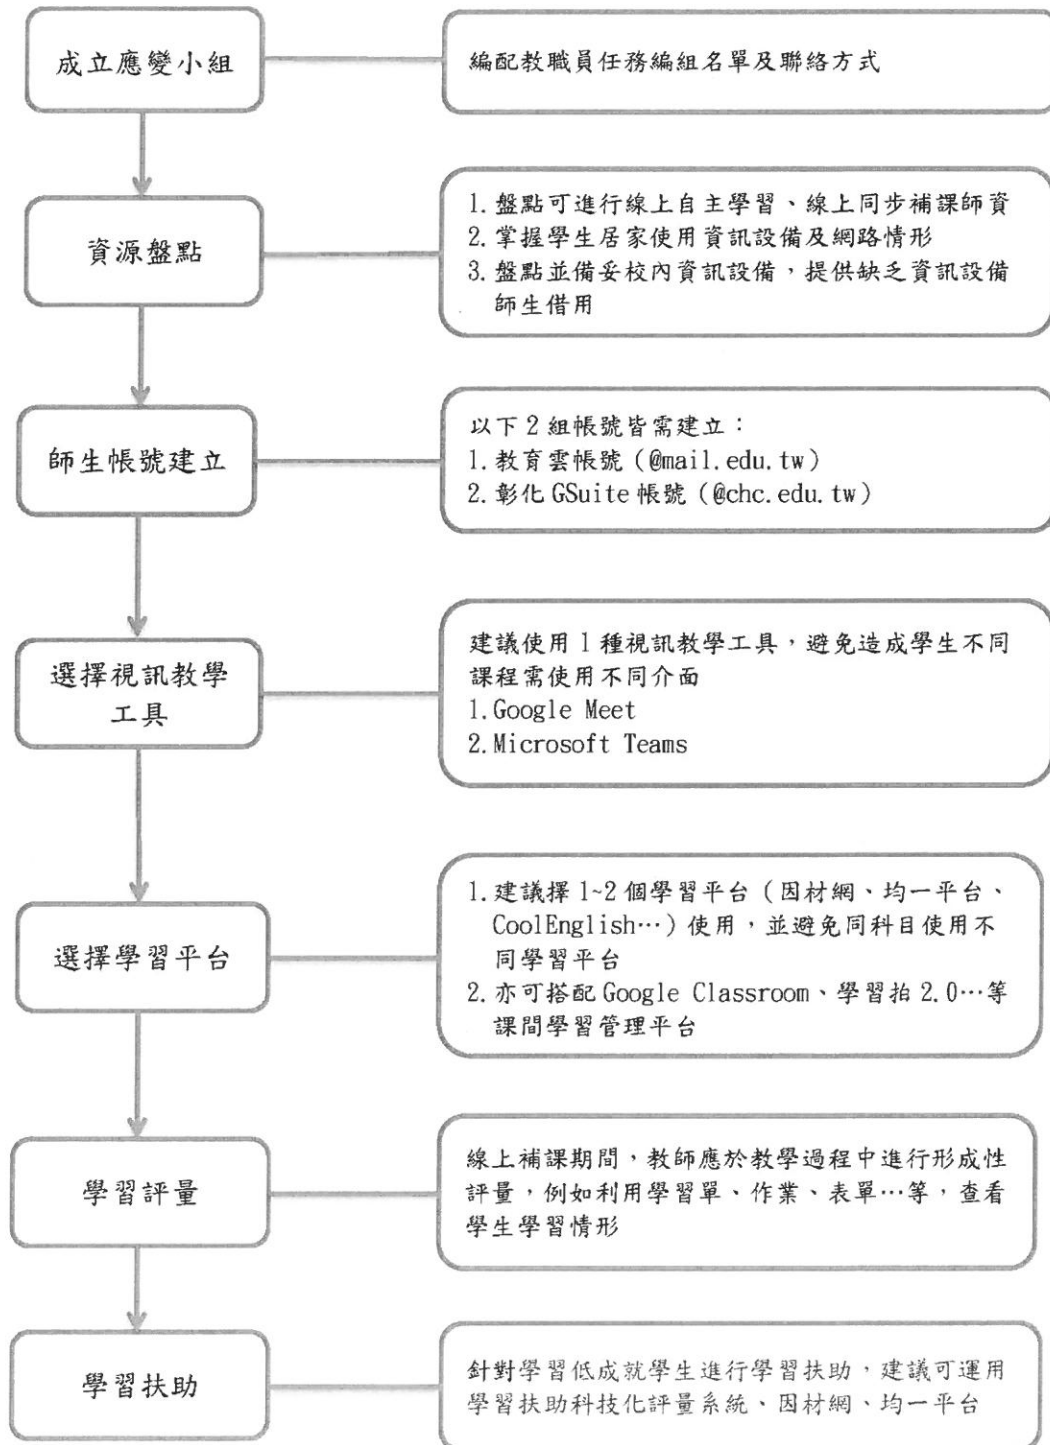 成立應變小組
編配教職員任務編組名單及聯絡方式
資源盤點
1.盤點可進行線上自主學習、線上同步補課師資
2.掌握學生居家使用資訊設備及網路情形
3.盤點並備妥校內資訊設備，提供缺乏資訊設備
師生借用
師生帳號建立
以下2組帳號皆需建立：
1.教育雲帳號（@mail.edu.tw）
2.彰化GSuite帳號（@chc.edu.tw）
選擇視訊教學
工具
建議使用1種視訊教學工具，避免造成學生不同
課程需使用不同介面
1.Google Meet
2.Microsoft Teams
選擇學習平台
1.建議擇1~2個學習平台（因材網、均一平台、
CoolEnglish…）使用，並避免同科目使用不
同學習平台
2.亦可搭配Google Classroom、學習拍2.0…等
課間學習管理平台
學習評量
線上補課期間，教師應於教學過程中進行形成性
評量，例如利用學習單、作業、表單…等，查看
學生學習情形
學習扶助
針對學習低成就學生進行學習扶助，建議可運用
學習扶助科技化評量系統、因材網、均一平台